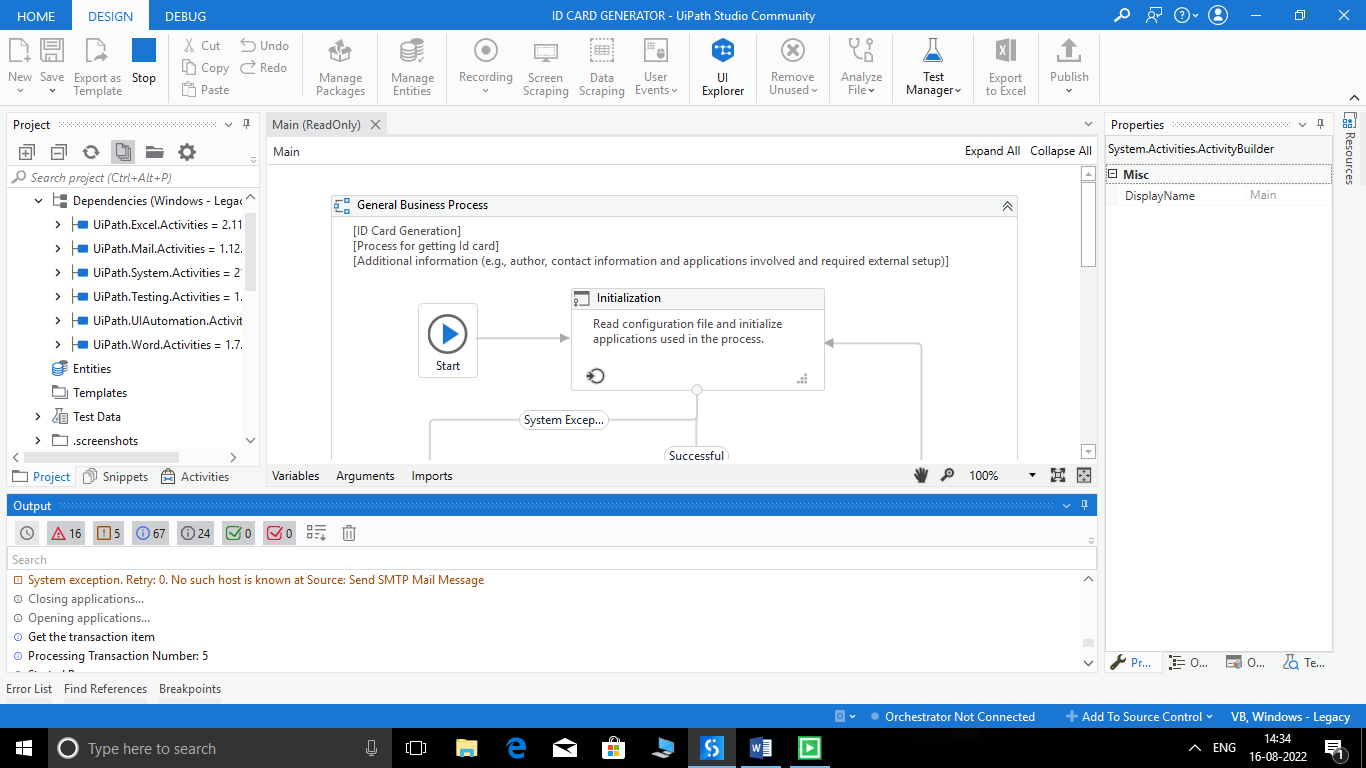 HOME DESIGN DEBUG ID CARD GENERATOR - UiPath Studio Community
New Save Export as Template Stop
Cut Undo
Copy Redo
Paste
Manage Packages
Manage Entities
Recording
Screen Scraping
Data Scraping
User Events
UI Explorer
Remove Unused
Analyze File
Test Manager
Export to Excel
Publish
Project
Search project (Ctrl+Alt+P)
Dependencies (Windows - Legac
UiPath.Excel.Activities = 2.11
UiPath.Mail.Activities = 1.12.
UiPath.System.Activities = 2
UiPath.Testing.Activities = 1.
UiPath.UIAutomation.Activit
UiPath.Word.Activities = 1.7.
Entities
Templates
Test Data
.screenshots
Project Snippets Activities
Main (ReadOnly)
Main Expand All Collapse All
General Business Process
[ID Card Generation]
[Process for getting Id card]
[Additional information (e.g., author, contact information and applications involved and required external setup)]
Start
Initialization
Read configuration file and initialize
applications used in the process.
System Excep...
Successful
Variables Arguments Imports 100%
Properties
System.Activities.ActivityBuilder
Misc
DisplayName Main
Pr... O... O... Te...
Resources
Output
16 5 67 24 0 0
Search
System exception. Retry: 0. No such host is known at Source: Send SMTP Mail Message
Closing applications...
Opening applications...
Get the transaction item
Processing Transaction Number: 5
Error List Find References Breakpoints
Orchestrator Not Connected Add To Source Control VB, Windows - Legacy
Type here to search
ENG
14:34
16-08-2022
1